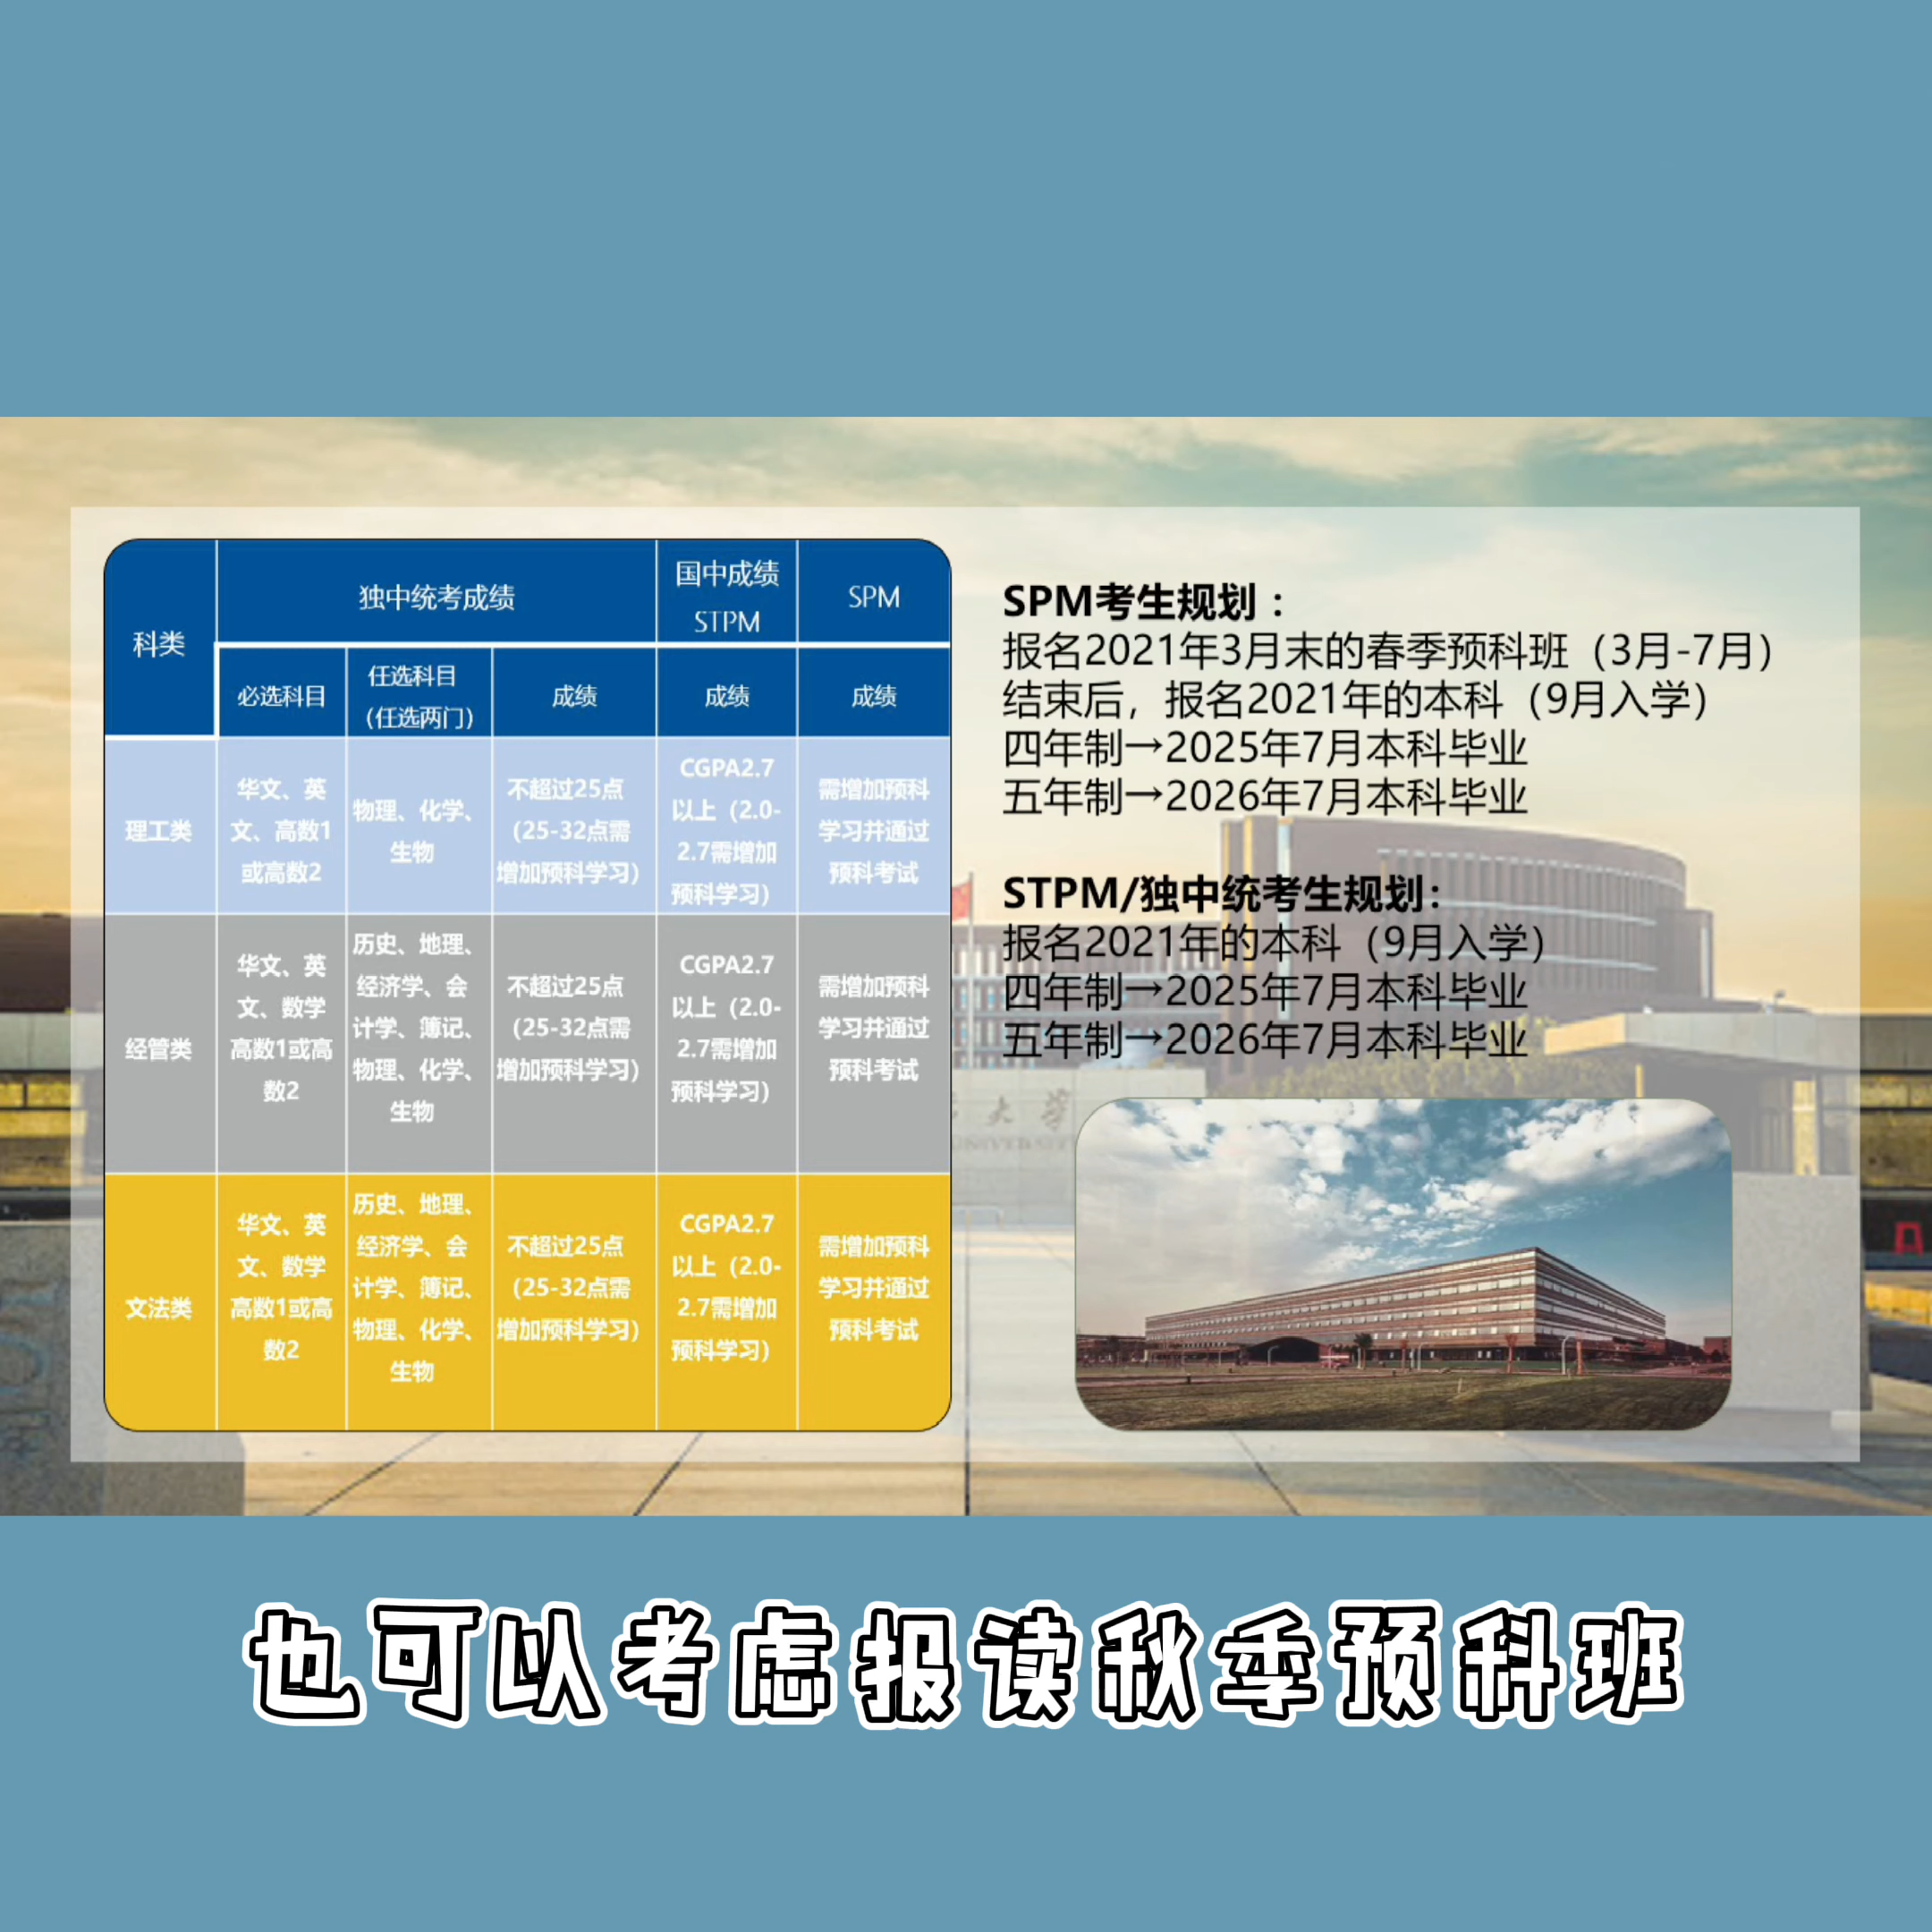 科类
独中统考成绩
国中成绩
STPM
SPM
必选科目
任选科目
（任选两门）
成绩
成绩
成绩
理工类
华文、英
文、高数1
或高数2
物理、化学、
生物
不超过25点
（25-32点需
增加预科学习）
CGPA2.7
以上（2.0-
2.7需增加
预科学习）
需增加预科
学习并通过
预科考试
经管类
华文、英
文、数学
高数1或高
数2
历史、地理、
经济学、会
计学、簿记、
物理、化学、
生物
不超过25点
（25-32点需
增加预科学习）
CGPA2.7
以上（2.0-
2.7需增加
预科学习）
需增加预科
学习并通过
预科考试
文法类
华文、英
文、数学
高数1或高
数2
历史、地理、
经济学、会
计学、簿记、
物理、化学、
生物
不超过25点
（25-32点需
增加预科学习）
CGPA2.7
以上（2.0-
2.7需增加
预科学习）
需增加预科
学习并通过
预科考试
SPM考生规划：
报名2021年3月末的春季预科班（3月-7月）
结束后，报名2021年的本科（9月入学）
四年制→2025年7月本科毕业
五年制→2026年7月本科毕业
STPM/独中统考生规划：
报名2021年的本科（9月入学）
四年制→2025年7月本科毕业
五年制→2026年7月本科毕业
大学
也可以考虑报读秋季预科班